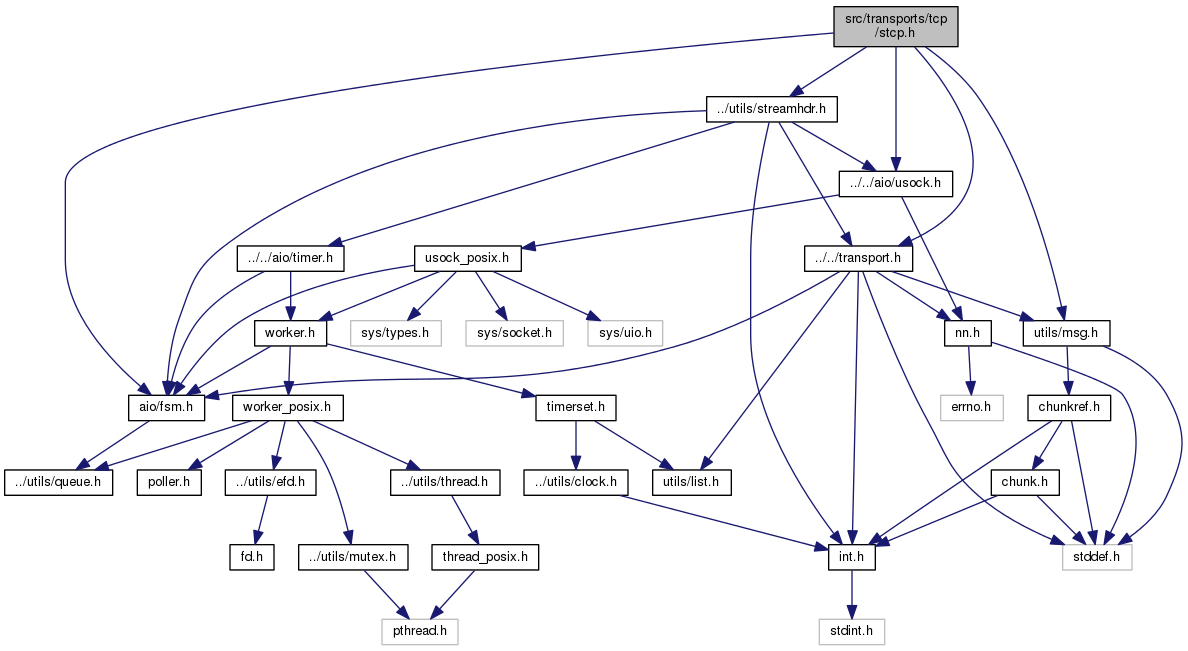 src/transports/tcp
/stcp.h
../utils/streamhdr.h
../../aio/usock.h
../../aio/timer.h
usock_posix.h
../../transport.h
worker.h
sys/types.h
sys/socket.h
sys/uio.h
nn.h
utils/msg.h
aio/fsm.h
worker_posix.h
timerset.h
errno.h
chunkref.h
../utils/queue.h
poller.h
../utils/efd.h
../utils/thread.h
../utils/clock.h
utils/list.h
chunk.h
fd.h
../utils/mutex.h
thread_posix.h
int.h
stddef.h
pthread.h
stdint.h